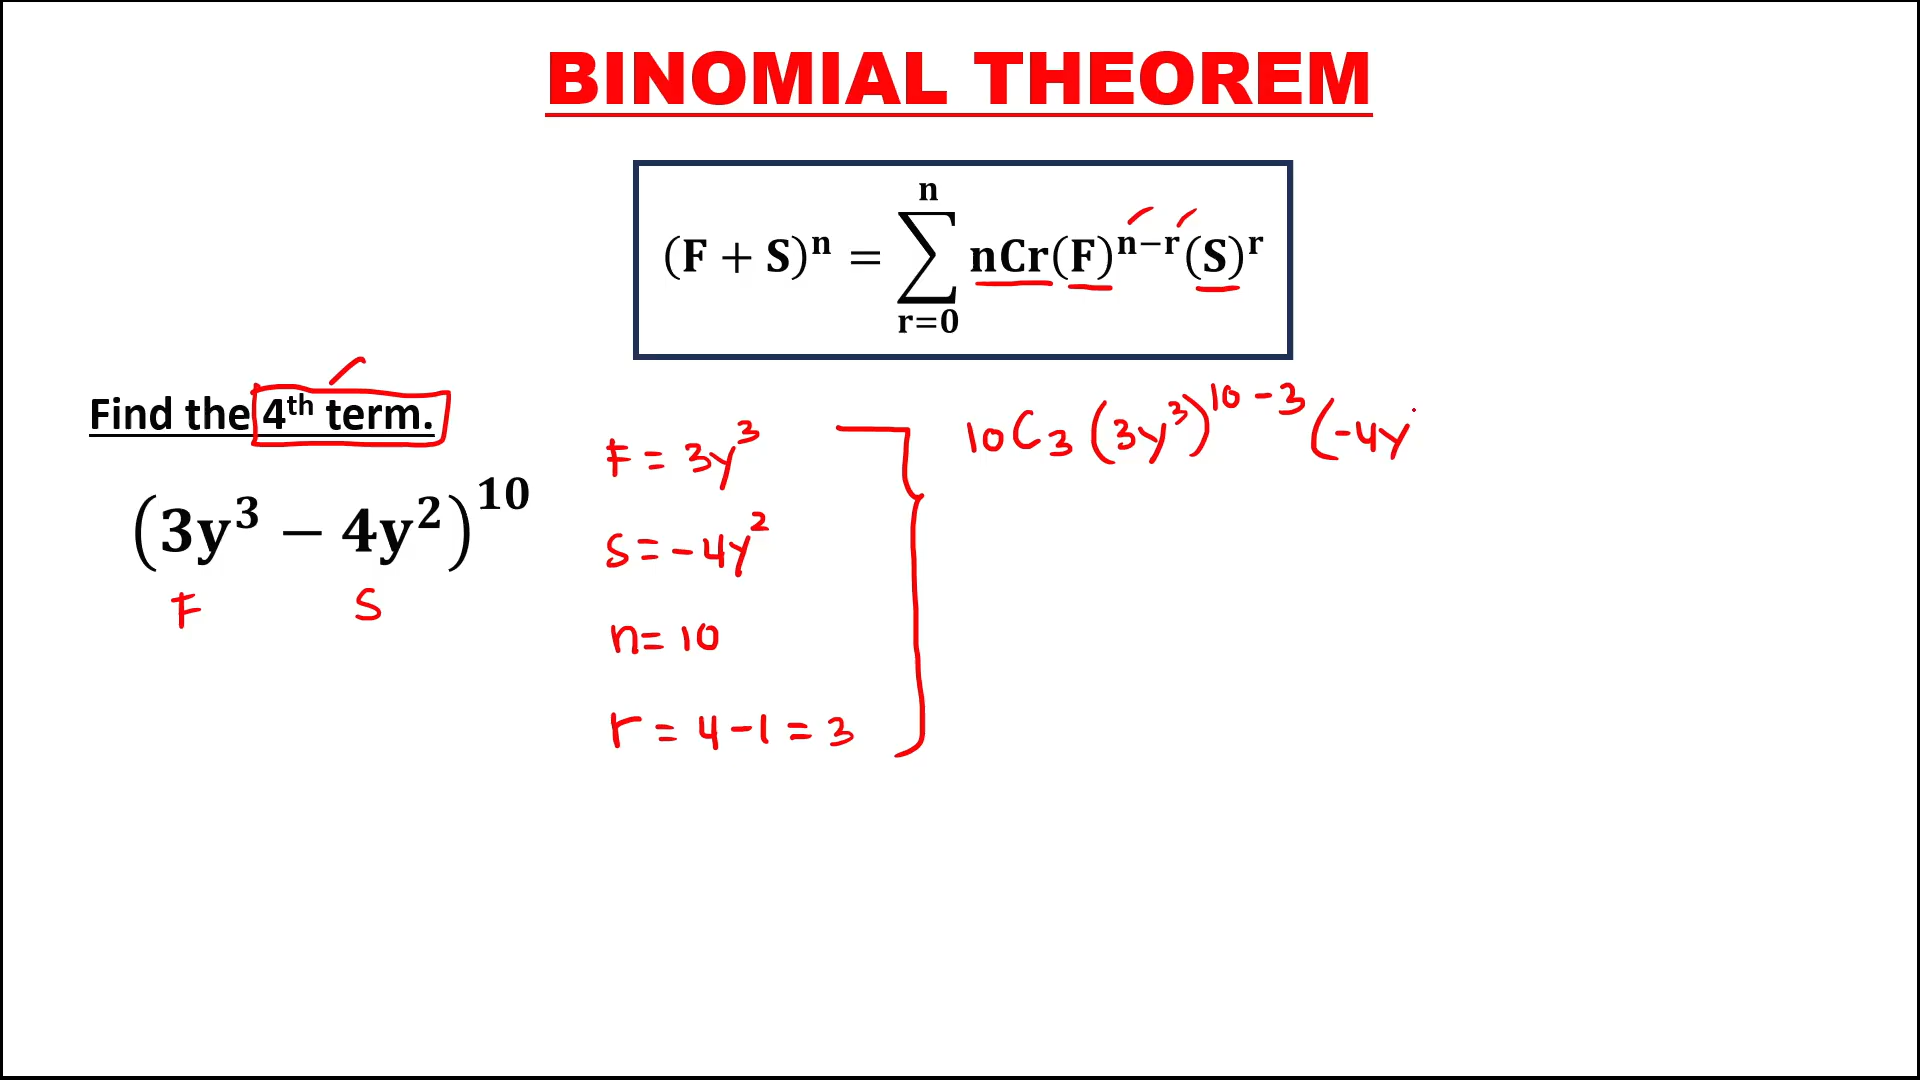 BINOMIAL THEOREM
(F + S)ⁿ = ∑ⁿᵣ₌₀ nCr(F)ⁿ⁻ʳ(S)ʳ
Find the 4ᵗʰ term.
(3y³ − 4y²)¹⁰
F S
F = 3y³
S = -4y²
n = 10
r = 4 - 1 = 3
10C₃ (3y³)¹⁰⁻³ (-4y